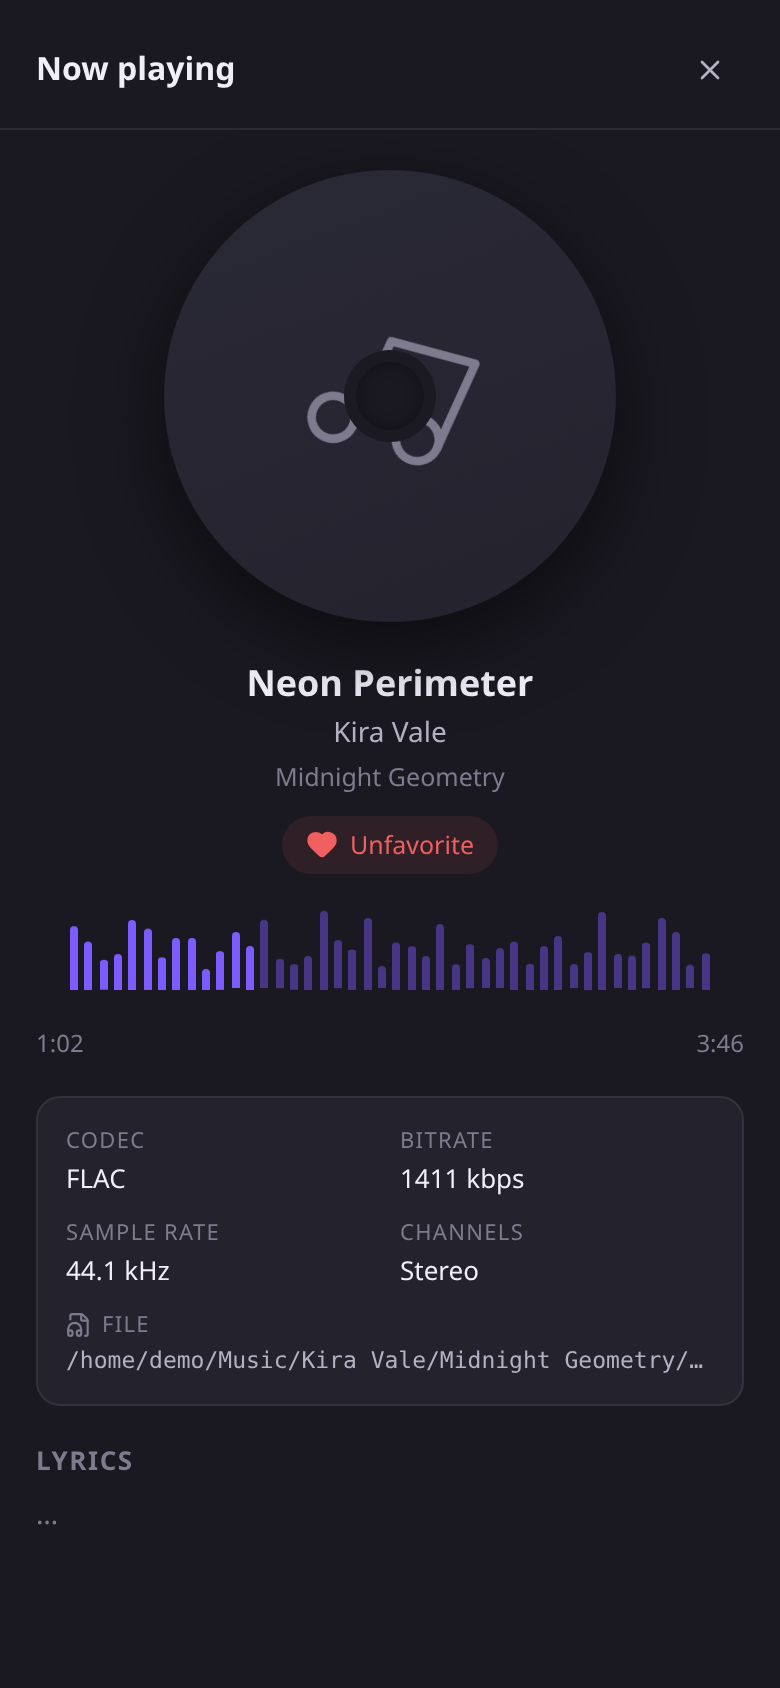 Now playing
Neon Perimeter
Kira Vale
Midnight Geometry
Unfavorite
1:02 3:46
CODEC BITRATE
FLAC 1411 kbps
SAMPLE RATE CHANNELS
44.1 kHz Stereo
FILE
/home/demo/Music/Kira Vale/Midnight Geometry/…
LYRICS
…